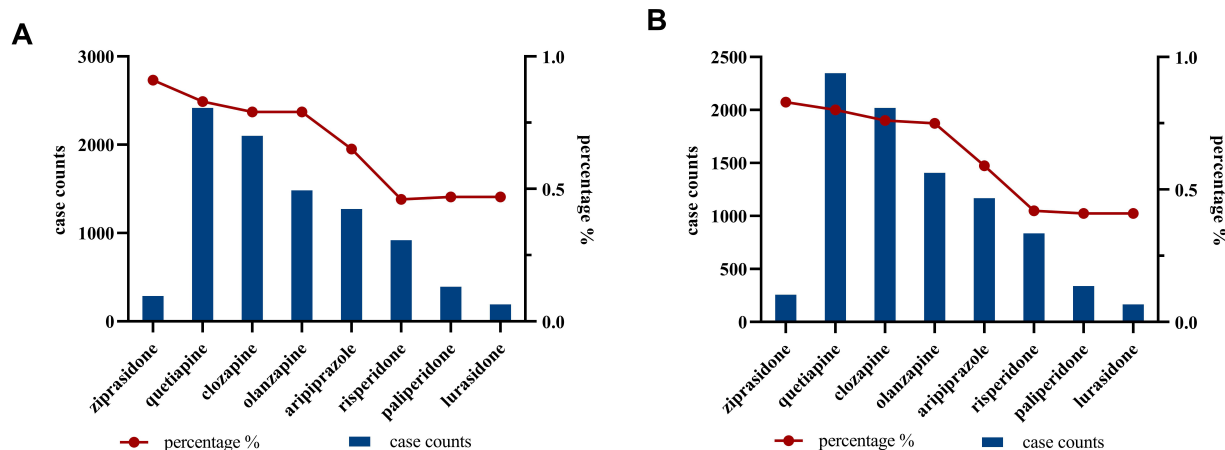 A
case counts
3000
2000
1000
0
1.0
0.5
0.0
percentage %
ziprasidone
quetiapine
clozapine
olanzapine
aripiprazole
risperidone
paliperidone
lurasidone
percentage %
case counts
B
case counts
2500
2000
1500
1000
500
0
1.0
0.5
0.0
percentage %
ziprasidone
quetiapine
clozapine
olanzapine
aripiprazole
risperidone
paliperidone
lurasidone
percentage %
case counts